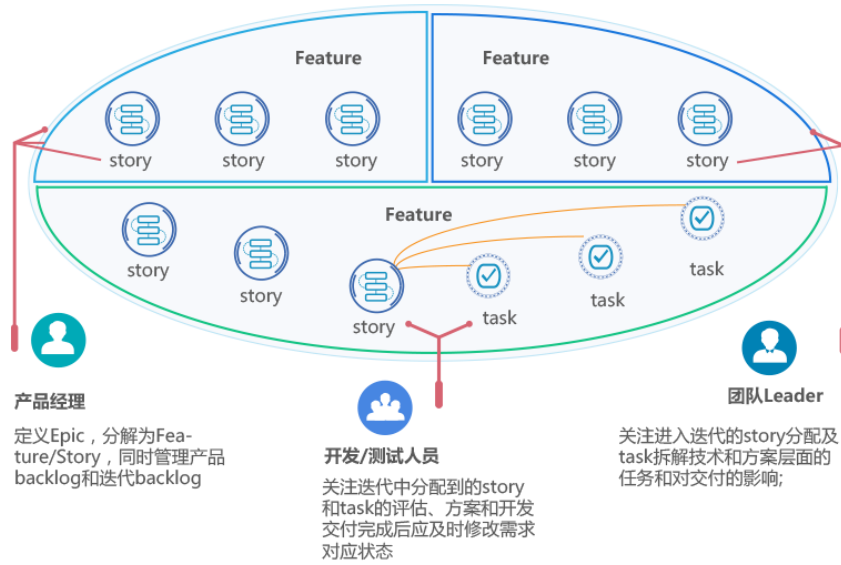 Feature
Feature
story
story
story
story
story
story
Feature
story
story
story
task
task
task
产品经理
定义Epic，分解为Fea-
ture/Story，同时管理产品
backlog和迭代backlog
开发/测试人员
关注迭代中分配到的story
和task的评估、方案和开发
交付完成后应及时修改需求
对应状态
团队Leader
关注进入迭代的story分配及
task拆解技术和方案层面的
任务和对交付的影响;